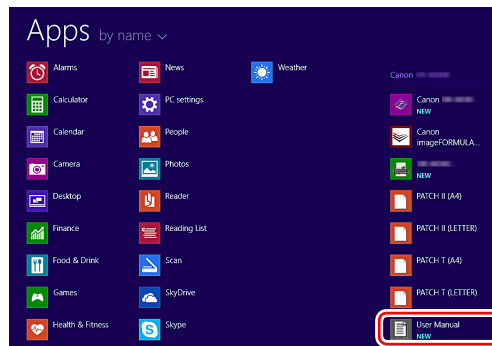 Apps by name
Alarms
Calculator
Calendar
Camera
Desktop
Finance
Food & Drink
Games
Health & Fitness
News
PC settings
People
Photos
Reader
Reading List
Scan
SkyDrive
Skype
Weather
Canon
Canon
NEW
Canon
imageFORMULA...
NEW
PATCH II (A4)
PATCH II (LETTER)
PATCH T (A4)
PATCH T (LETTER)
User Manual
NEW